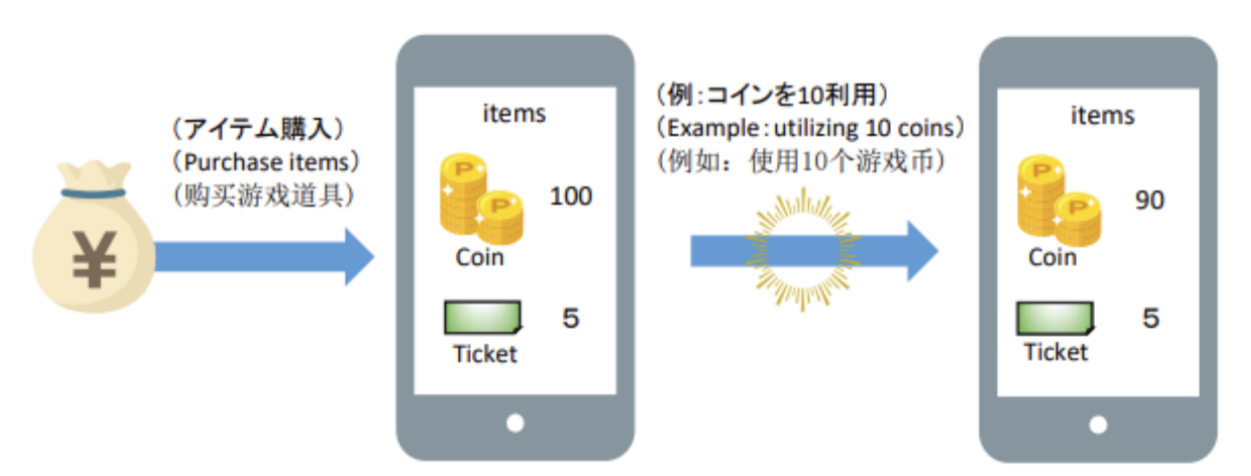 （アイテム購入）
（Purchase items）
（购买游戏道具）
¥
items
P
P
100
Coin
5
Ticket
（例：コインを10利用）
（Example：utilizing 10 coins）
（例如：使用10个游戏币）
items
P
P
90
Coin
5
Ticket